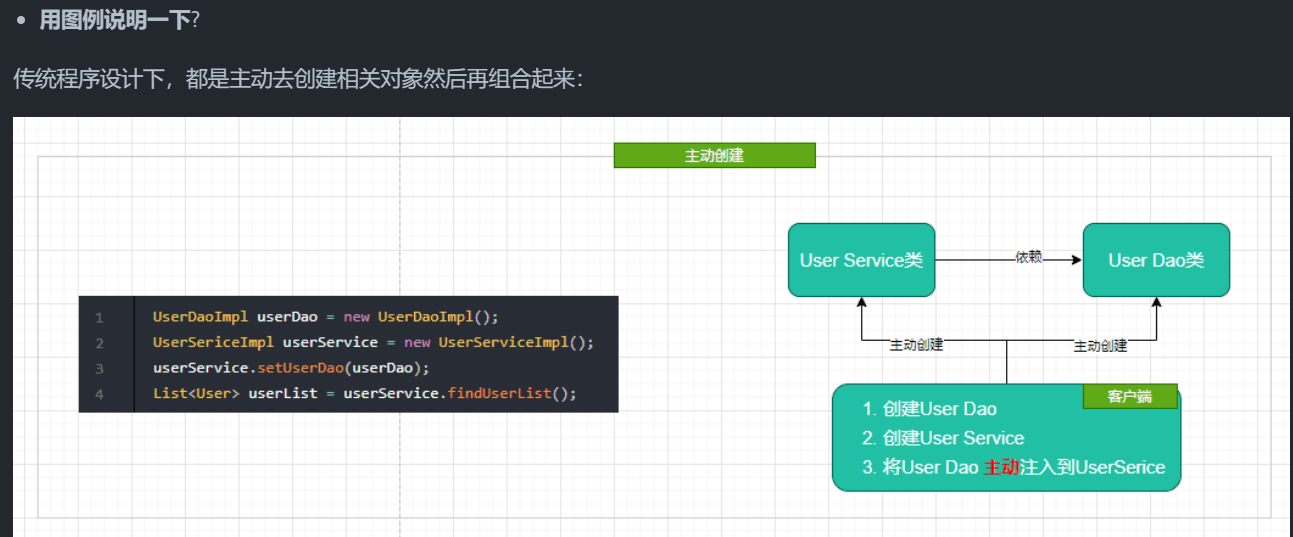 用图例说明一下?
传统程序设计下，都是主动去创建相关对象然后再组合起来：
主动创建
User Service类
依赖
User Dao类
1 UserDaoImpl userDao = new UserDaoImpl();
2 UserSericeImpl userService = new UserServiceImpl();
3 userService.setUserDao(userDao);
4 List<User> userList = userService.findUserList();
主动创建
主动创建
客户端
1. 创建User Dao
2. 创建User Service
3. 将User Dao 主动注入到UserSerice